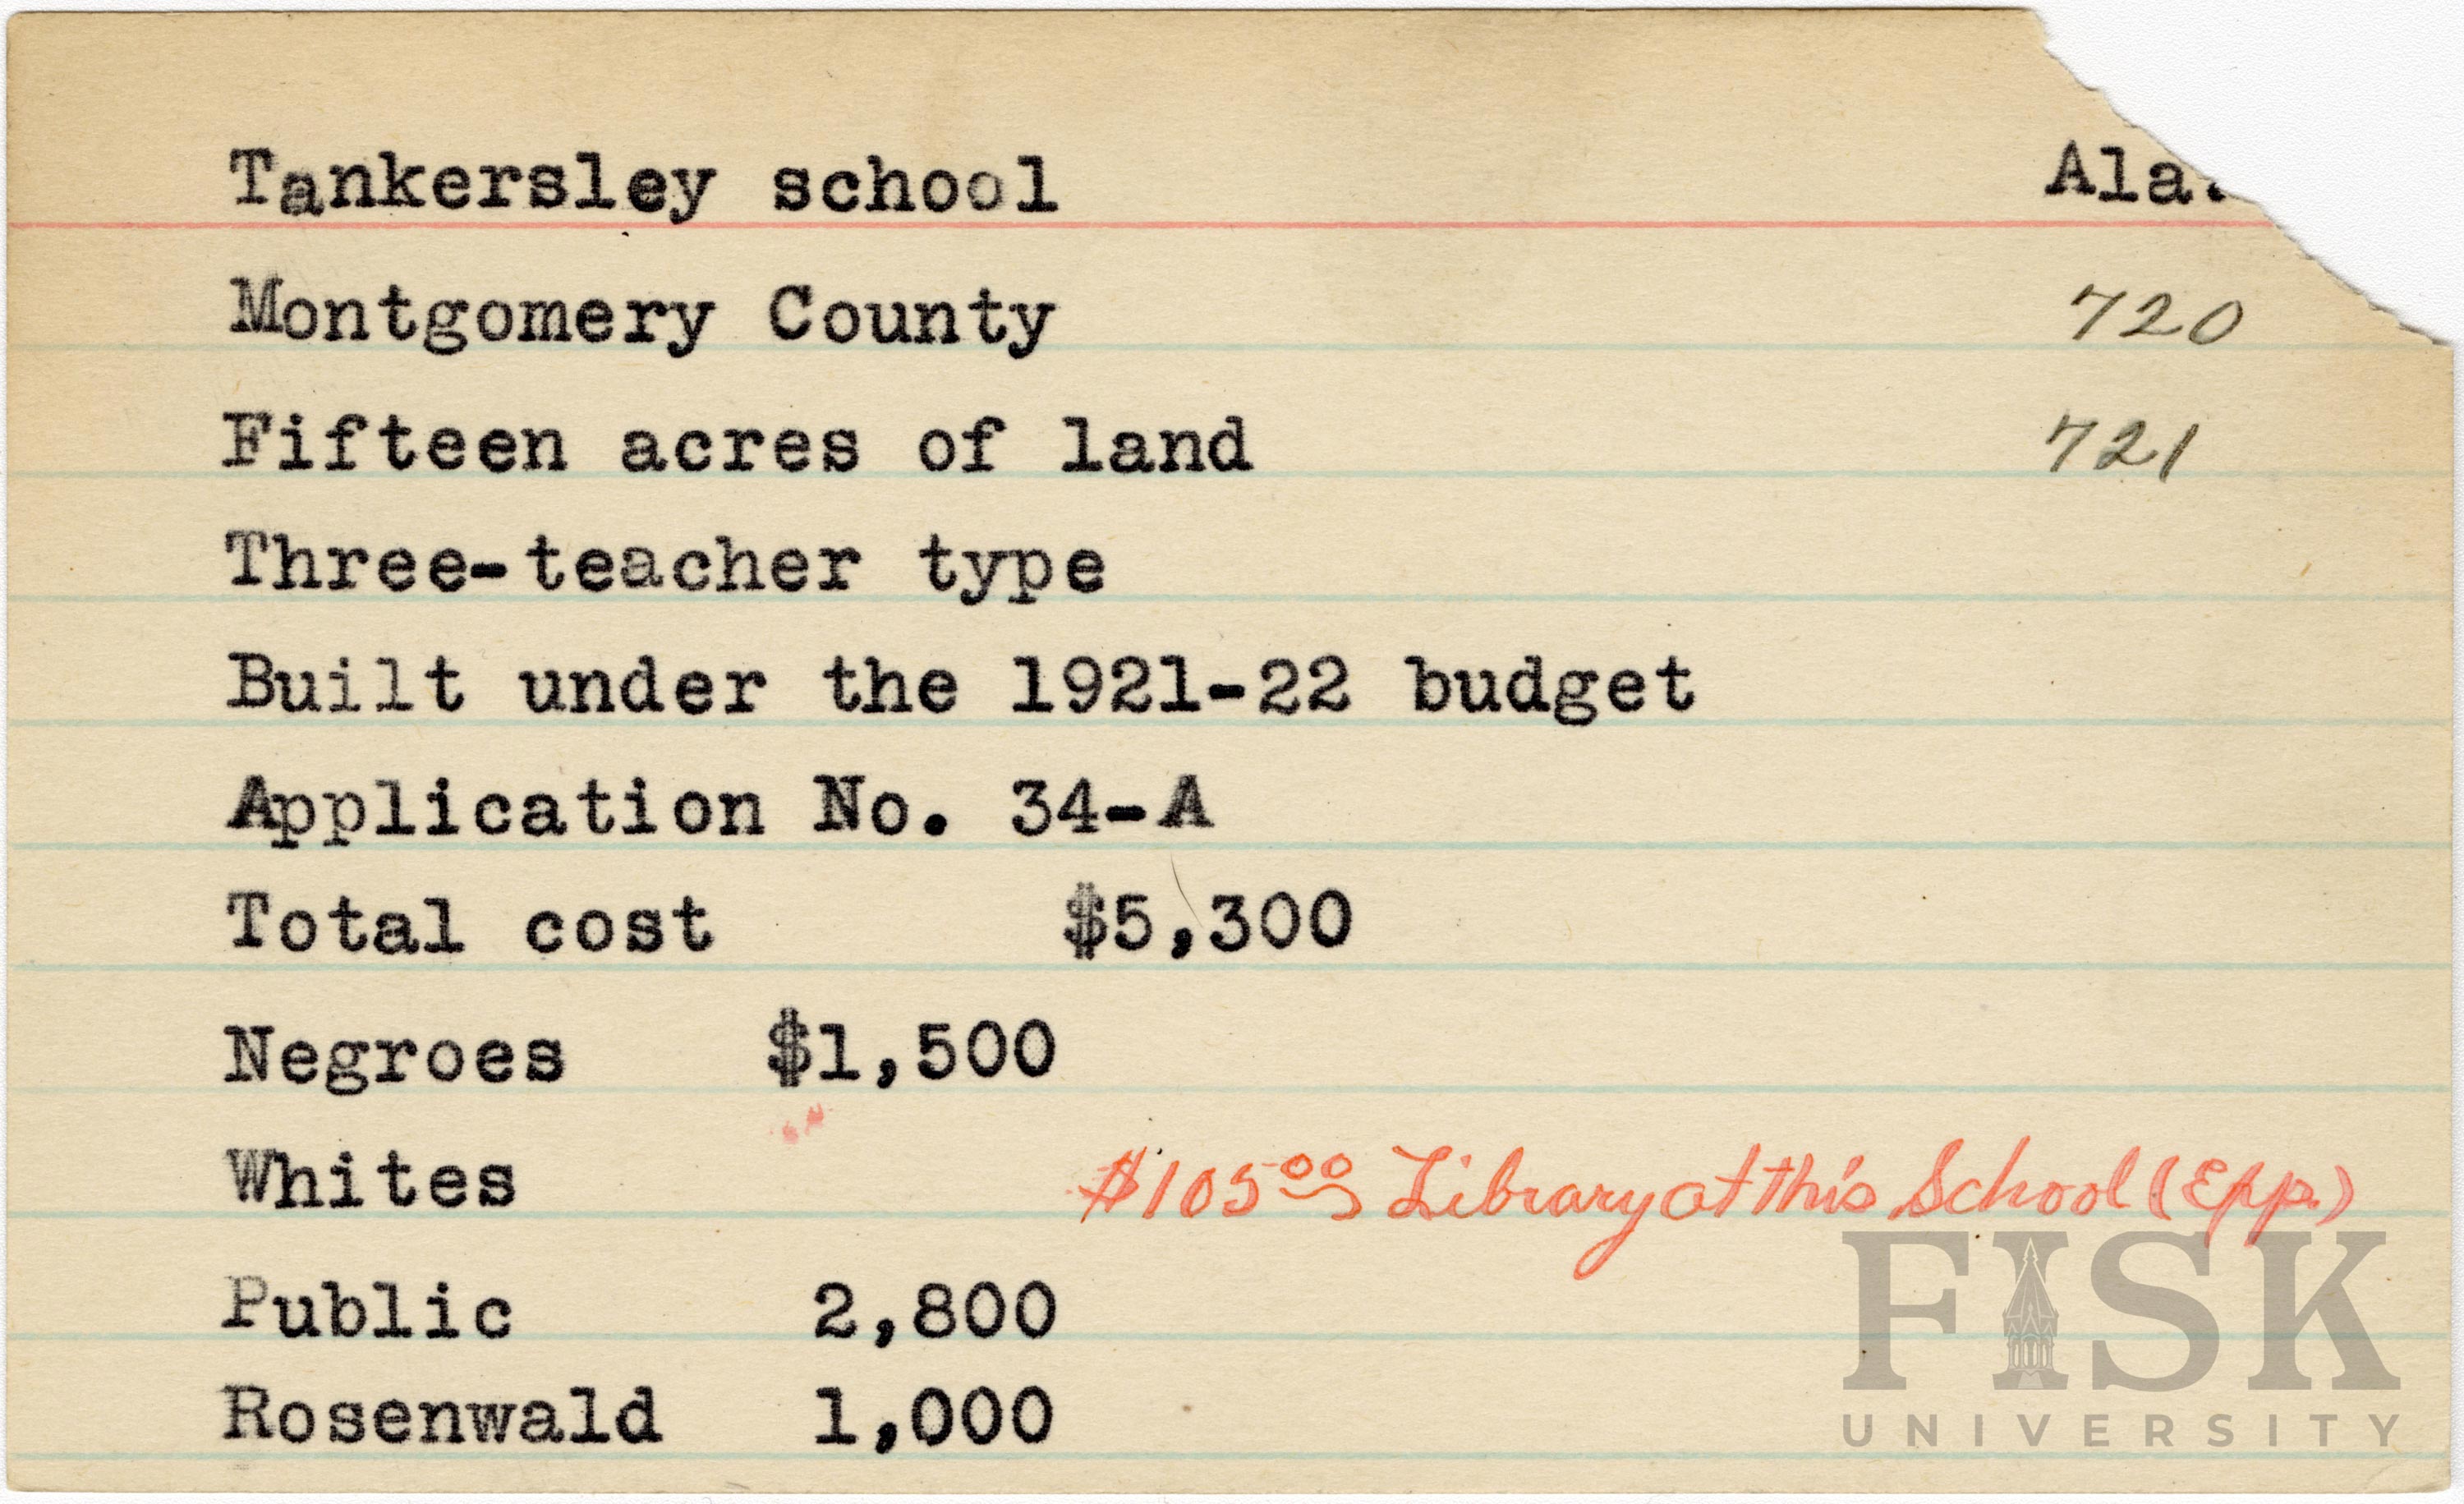 Tankersley school Ala.
Montgomery County 720
Fifteen acres of land 721
Three-teacher type
Built under the 1921-22 budget
Application No. 34-A
Total cost $5,300
Negroes $1,500
Whites $105.00 Library at this School (Epp.)
Public 2,800
Rosenwald 1,000
FISK
UNIVERSITY